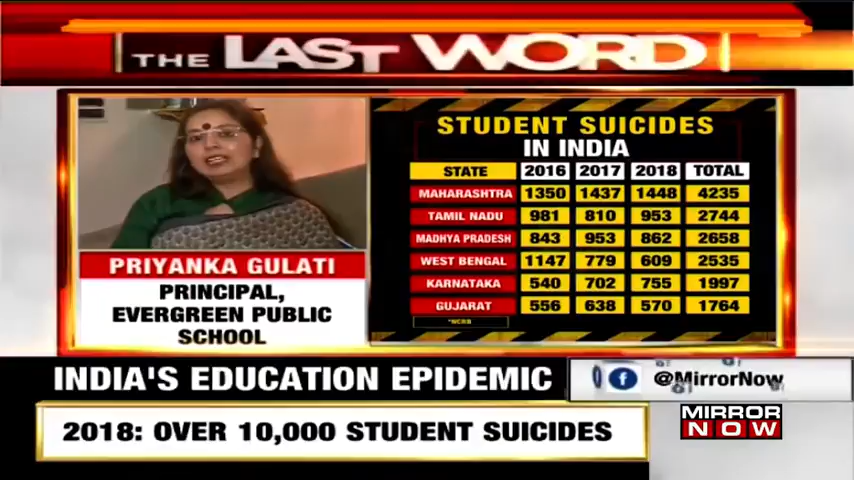 THE LAST WORD
PRIYANKA GULATI
PRINCIPAL,
EVERGREEN PUBLIC
SCHOOL
STUDENT SUICIDES
IN INDIA
STATE 2016 2017 2018 TOTAL
MAHARASHTRA 1350 1437 1448 4235
TAMIL NADU 981 810 953 2744
MADHYA PRADESH 843 953 862 2658
WEST BENGAL 1147 779 609 2535
KARNATAKA 540 702 755 1997
GUJARAT 556 638 570 1764
*NCRB
INDIA'S EDUCATION EPIDEMIC
f @MirrorNow
2018: OVER 10,000 STUDENT SUICIDES
MIRROR
NOW